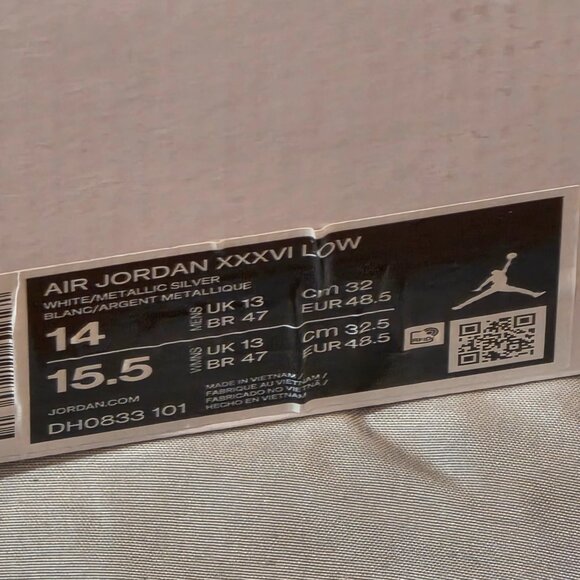 AIR JORDAN XXXVI LOW
WHITE/METALLIC SILVER
BLANC/ARGENT METALLIQUE
14 MENS UK 13 Cm 32
BR 47 EUR 48.5
15.5 WMNS UK 13 Cm 32.5
BR 47 EUR 48.5
RFID
JORDAN.COM
DH0833 101
MADE IN VIETNAM /
FABRIQUE AU VIETNAM /
FABRICADO NO VIETNÃ /
HECHO EN VIETNAM